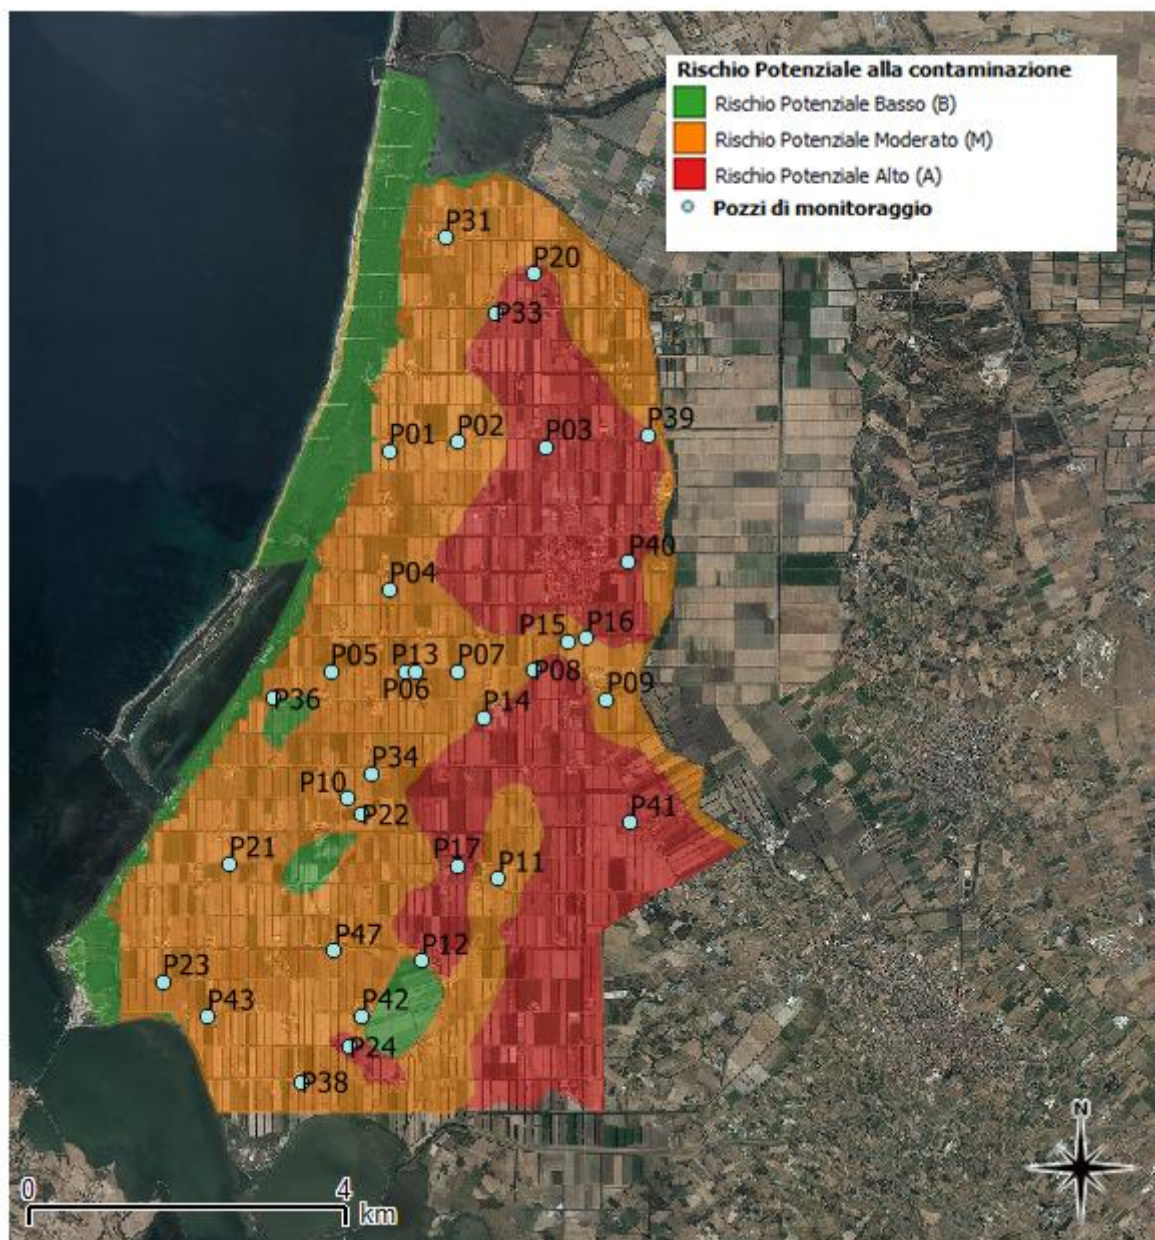 Rischio Potenziale alla contaminazione
Rischio Potenziale Basso (B)
Rischio Potenziale Moderato (M)
Rischio Potenziale Alto (A)
Pozzi di monitoraggio
P31
P20
P33
P39
P02
P01
P03
P40
P04
P15
P16
P05
P13
P07
P08
P06
P09
P36
P14
P34
P10
P22
P41
P21
P17
P11
P47
P12
P23
P43
P42
P24
P38
N
0
4
km